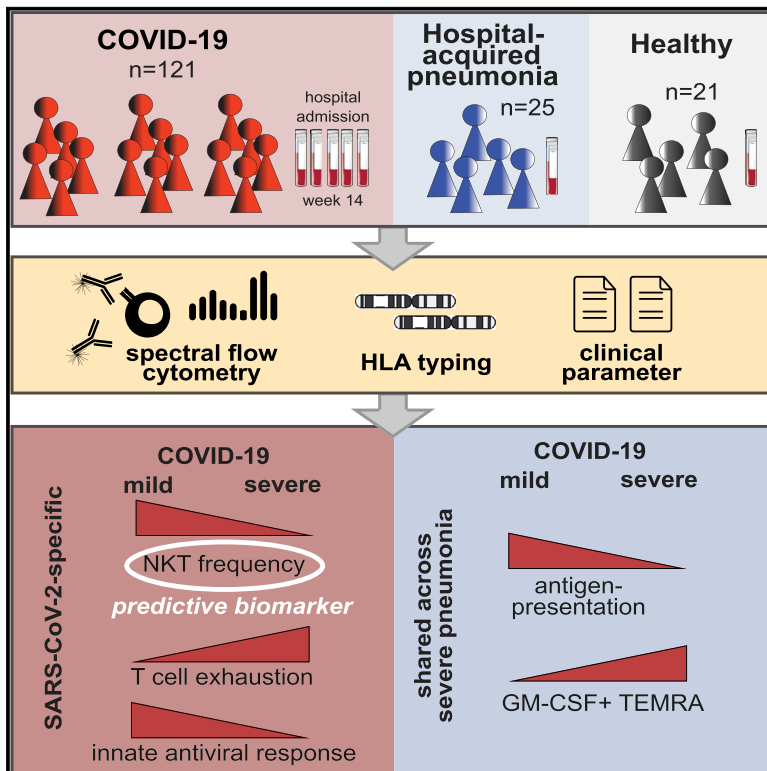 COVID-19
n=121
hospital
admission
week 14
Hospital-
acquired
pneumonia
n=25
Healthy
n=21
spectral flow
cytometry
HLA typing
clinical
parameter
SARS-CoV-2-specific
COVID-19
mild severe
NKT frequency
predictive biomarker
T cell exhaustion
innate antiviral response
shared across
severe pneumonia
COVID-19
mild severe
antigen-
presentation
GM-CSF+ TEMRA